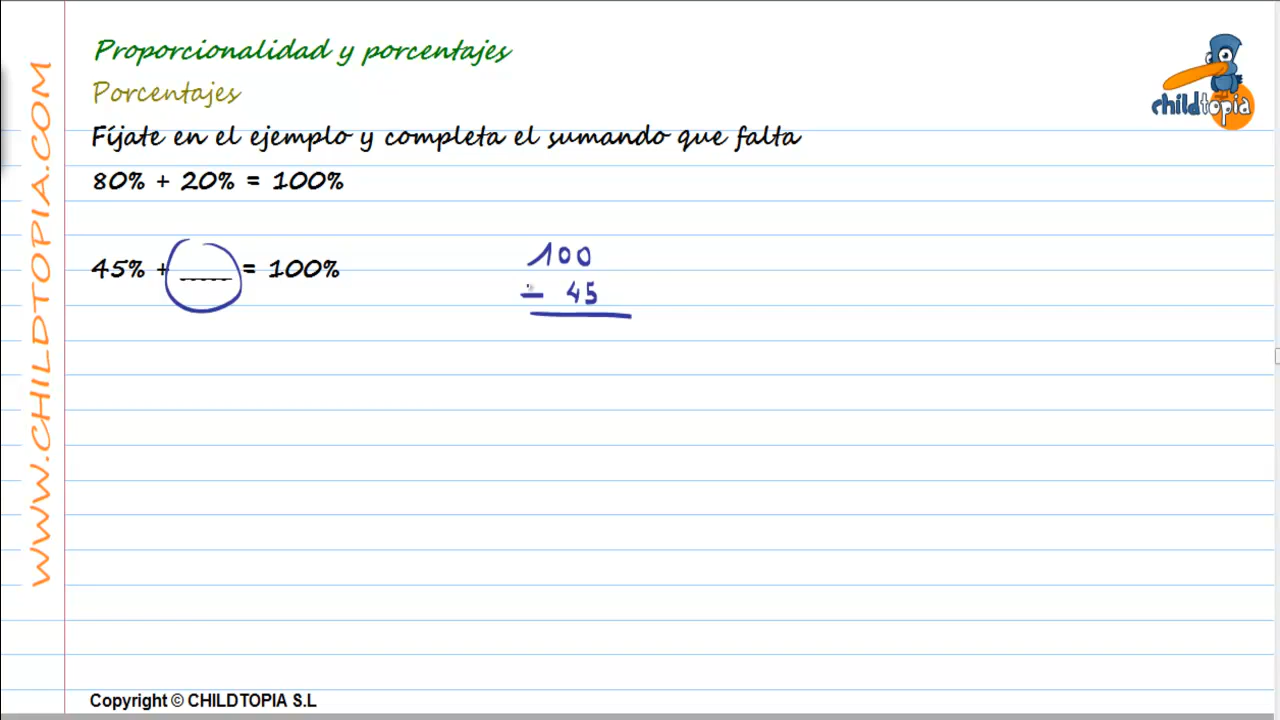 Proporcionalidad y porcentajes
Porcentajes
childtopia
Fíjate en el ejemplo y completa el sumando que falta
80% + 20% = 100%
45% + _____ = 100%
100
- 45
WWW.CHILDTOPIA.COM
Copyright © CHILDTOPIA S.L